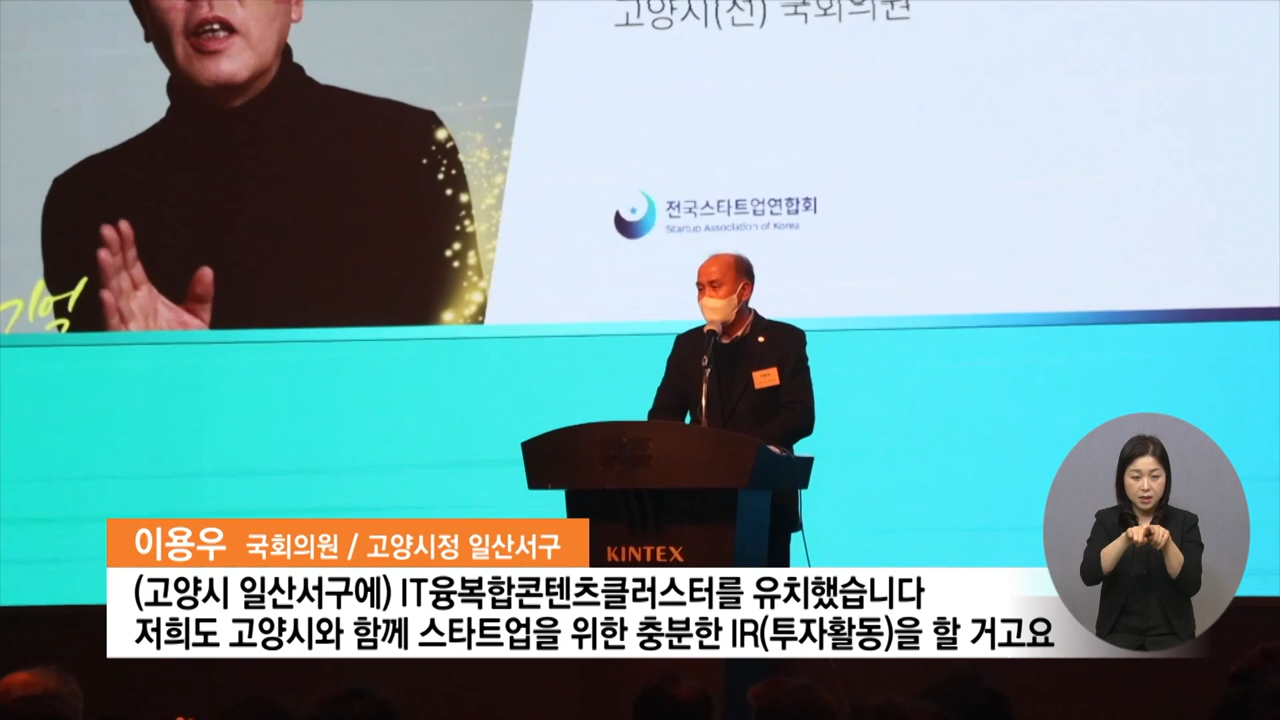 고양시(전) 국회의원
전국스타트업연합회
Startup Association of Korea
기억
KINTEX
이용우 국회의원 / 고양시정 일산서구
(고양시 일산서구에) IT융복합콘텐츠클러스터를 유치했습니다
저희도 고양시와 함께 스타트업을 위한 충분한 IR(투자활동)을 할 거고요